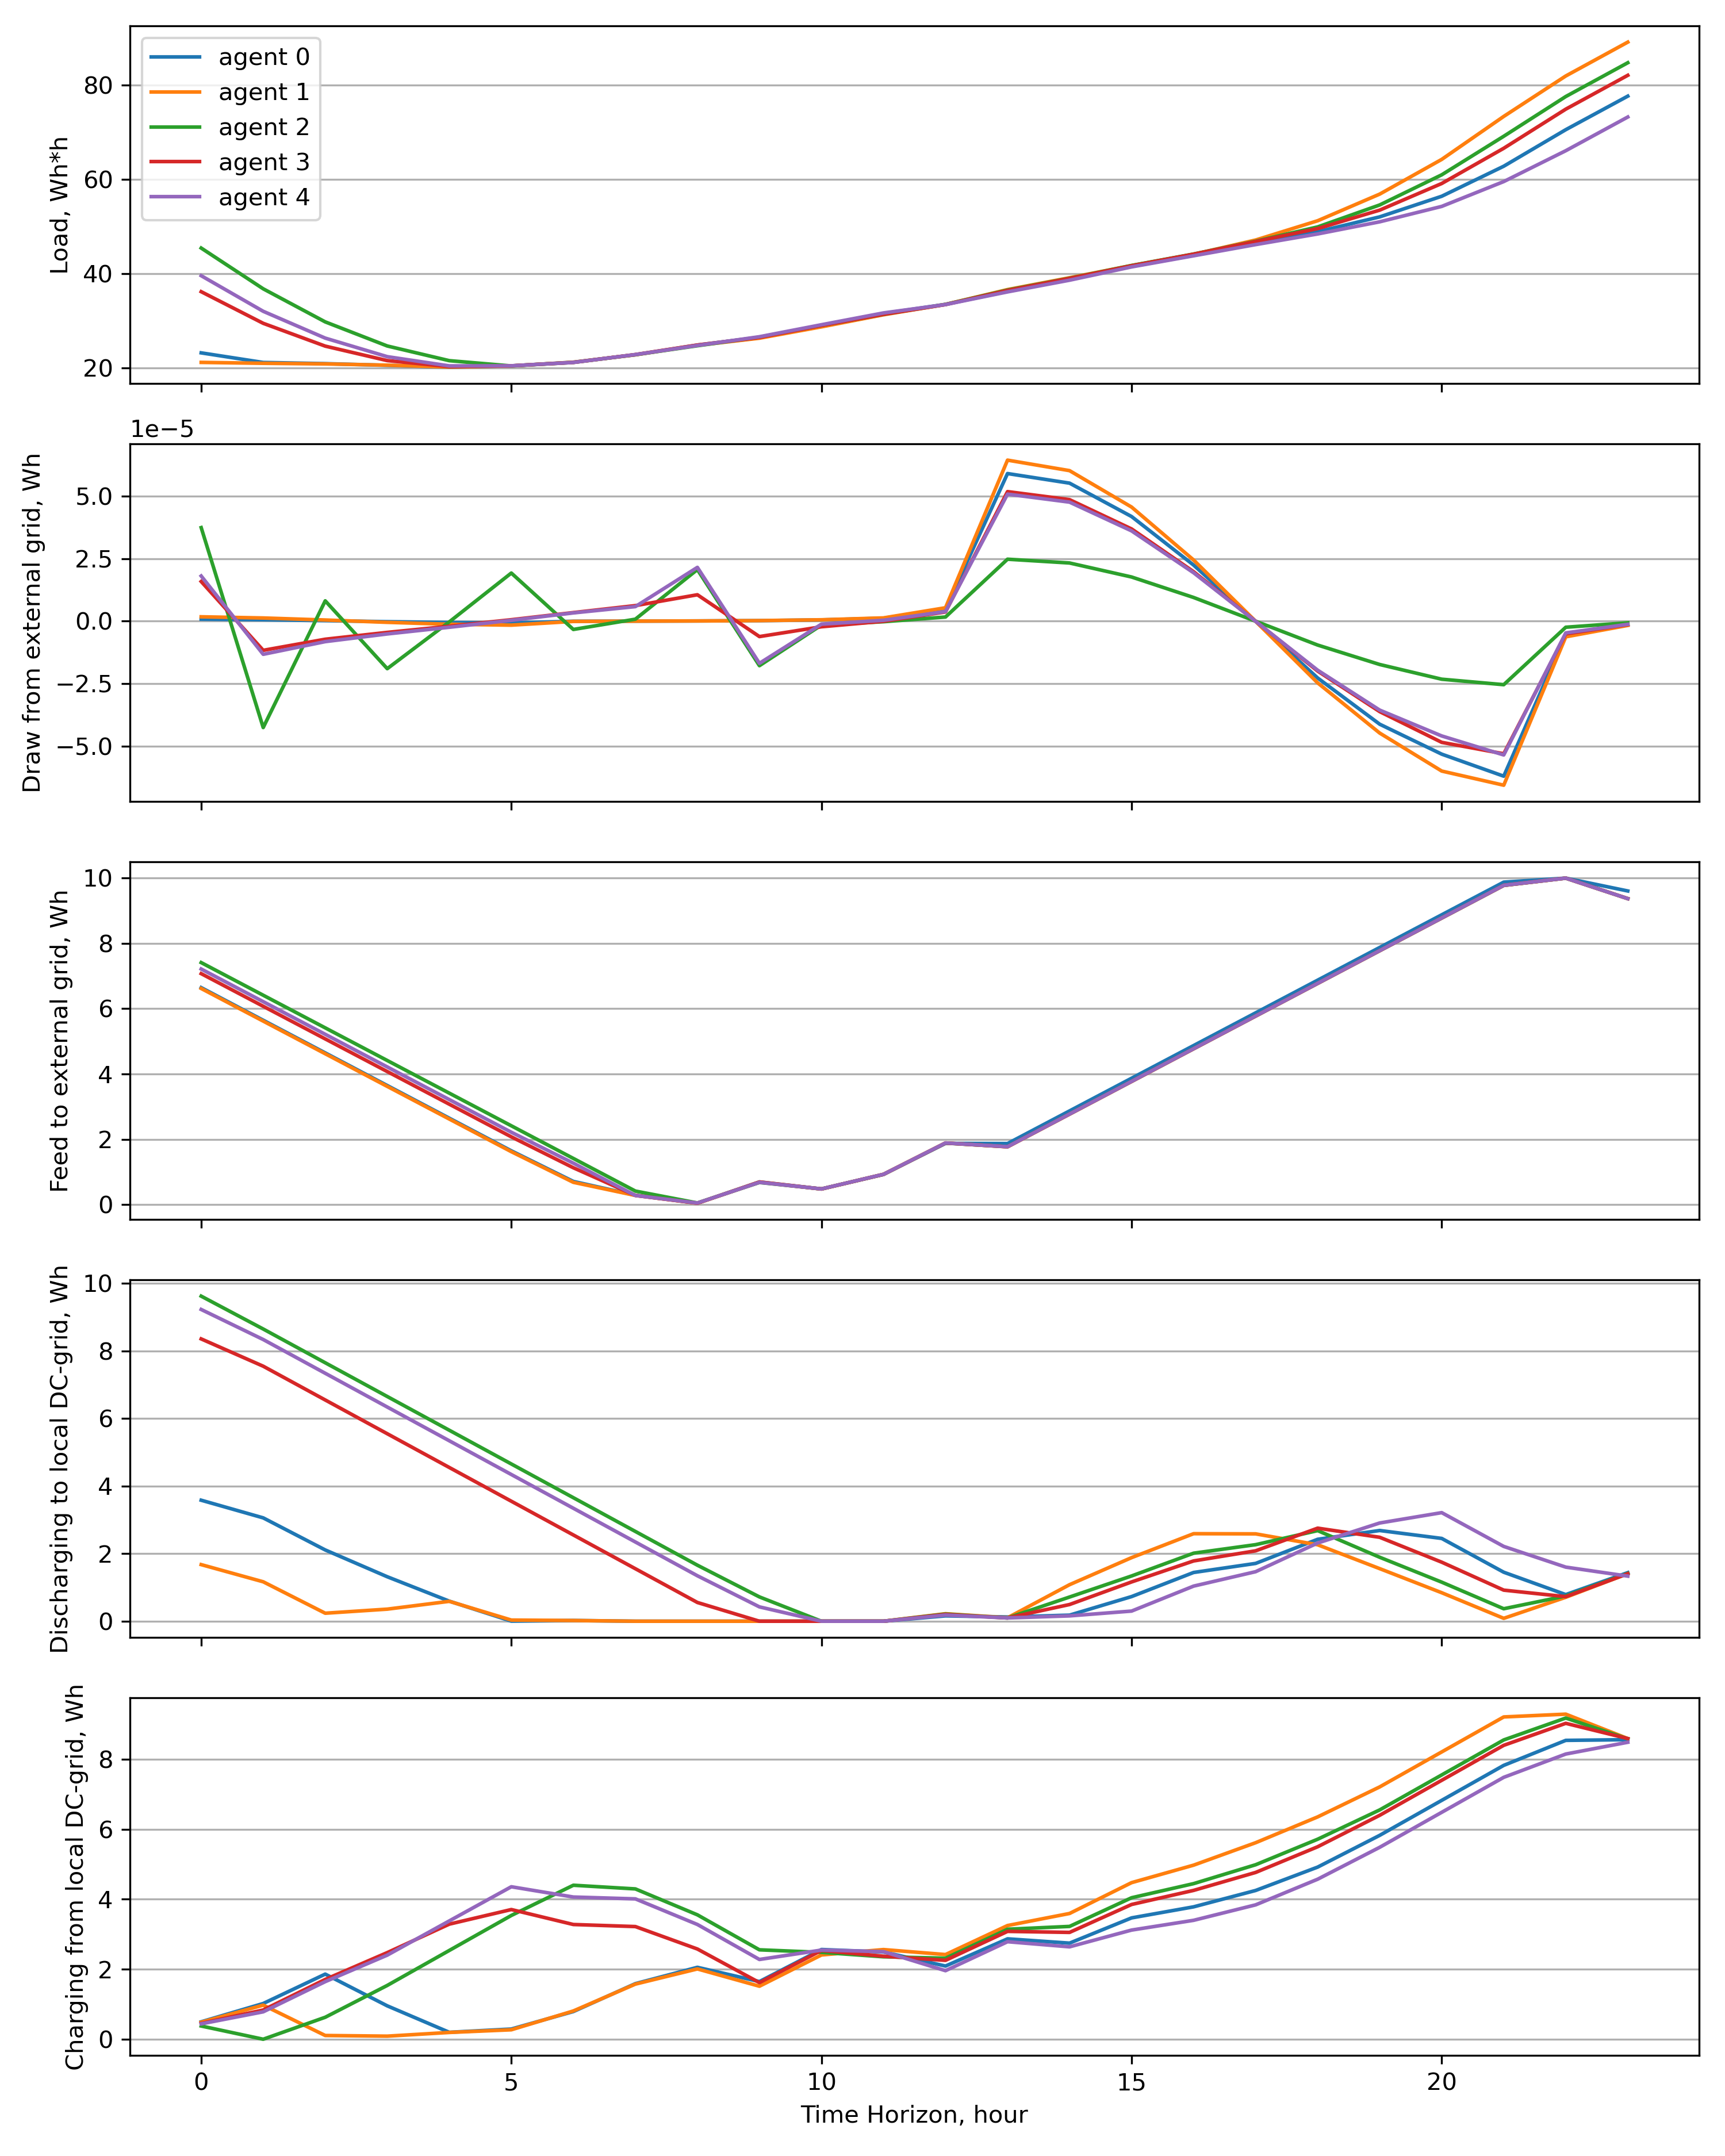 80
60
40
20
Load, Wh*h
agent 0
agent 1
agent 2
agent 3
agent 4
1e−5
5.0
2.5
0.0
−2.5
−5.0
Draw from external grid, Wh
10
8
6
4
2
0
Feed to external grid, Wh
10
8
6
4
2
0
Discharging to local DC-grid, Wh
8
6
4
2
0
Charging from local DC-grid, Wh
0 5 10 15 20
Time Horizon, hour